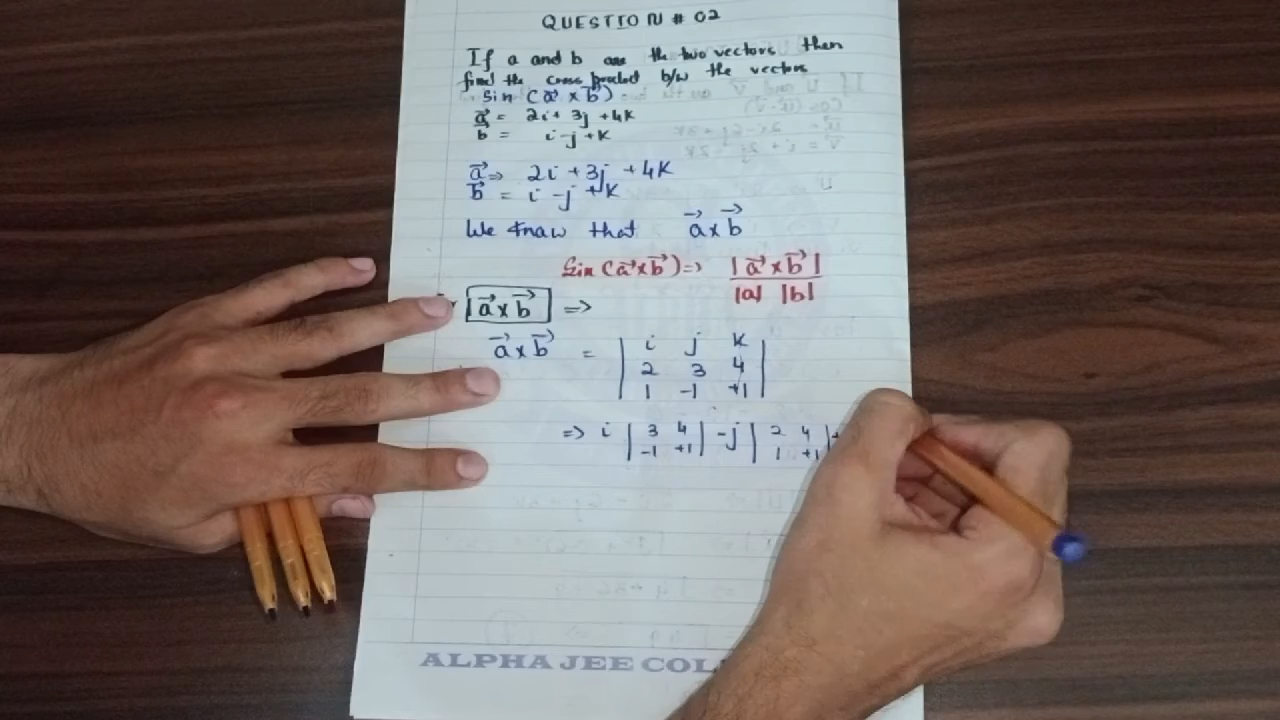 QUESTION # 02
If a and b are the two vectors then
find the cross product b/w the vectors
Sin (a⃗ × b⃗)
a⃗ = 2i + 3j + 4k
b⃗ = i - j + k
a⃗ => 2i + 3j + 4k
b⃗ = i - j + k
We know that a⃗ × b⃗
Sin (a⃗ × b⃗) => |a⃗ × b⃗| / |a| |b|
|a⃗ × b⃗| =>
a⃗ × b⃗ = | i j k |
| 2 3 4 |
| 1 -1 +1 |
=> i | 3 4 | - j | 2 4 | +
| -1 +1 | | 1 +1 |
ALPHA JEE COL